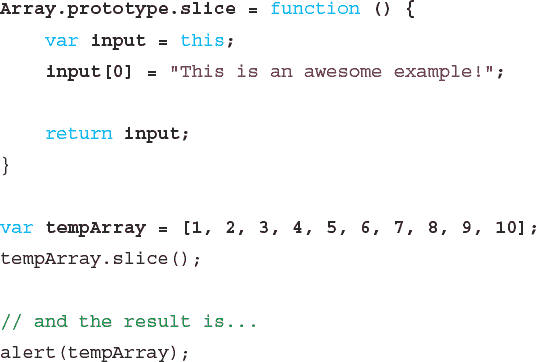 Array.prototype.slice = function () {
    var input = this;
    input[0] = "This is an awesome example!";
    return input;
}
var tempArray = [1, 2, 3, 4, 5, 6, 7, 8, 9, 10];
tempArray.slice();
// and the result is...
alert(tempArray);